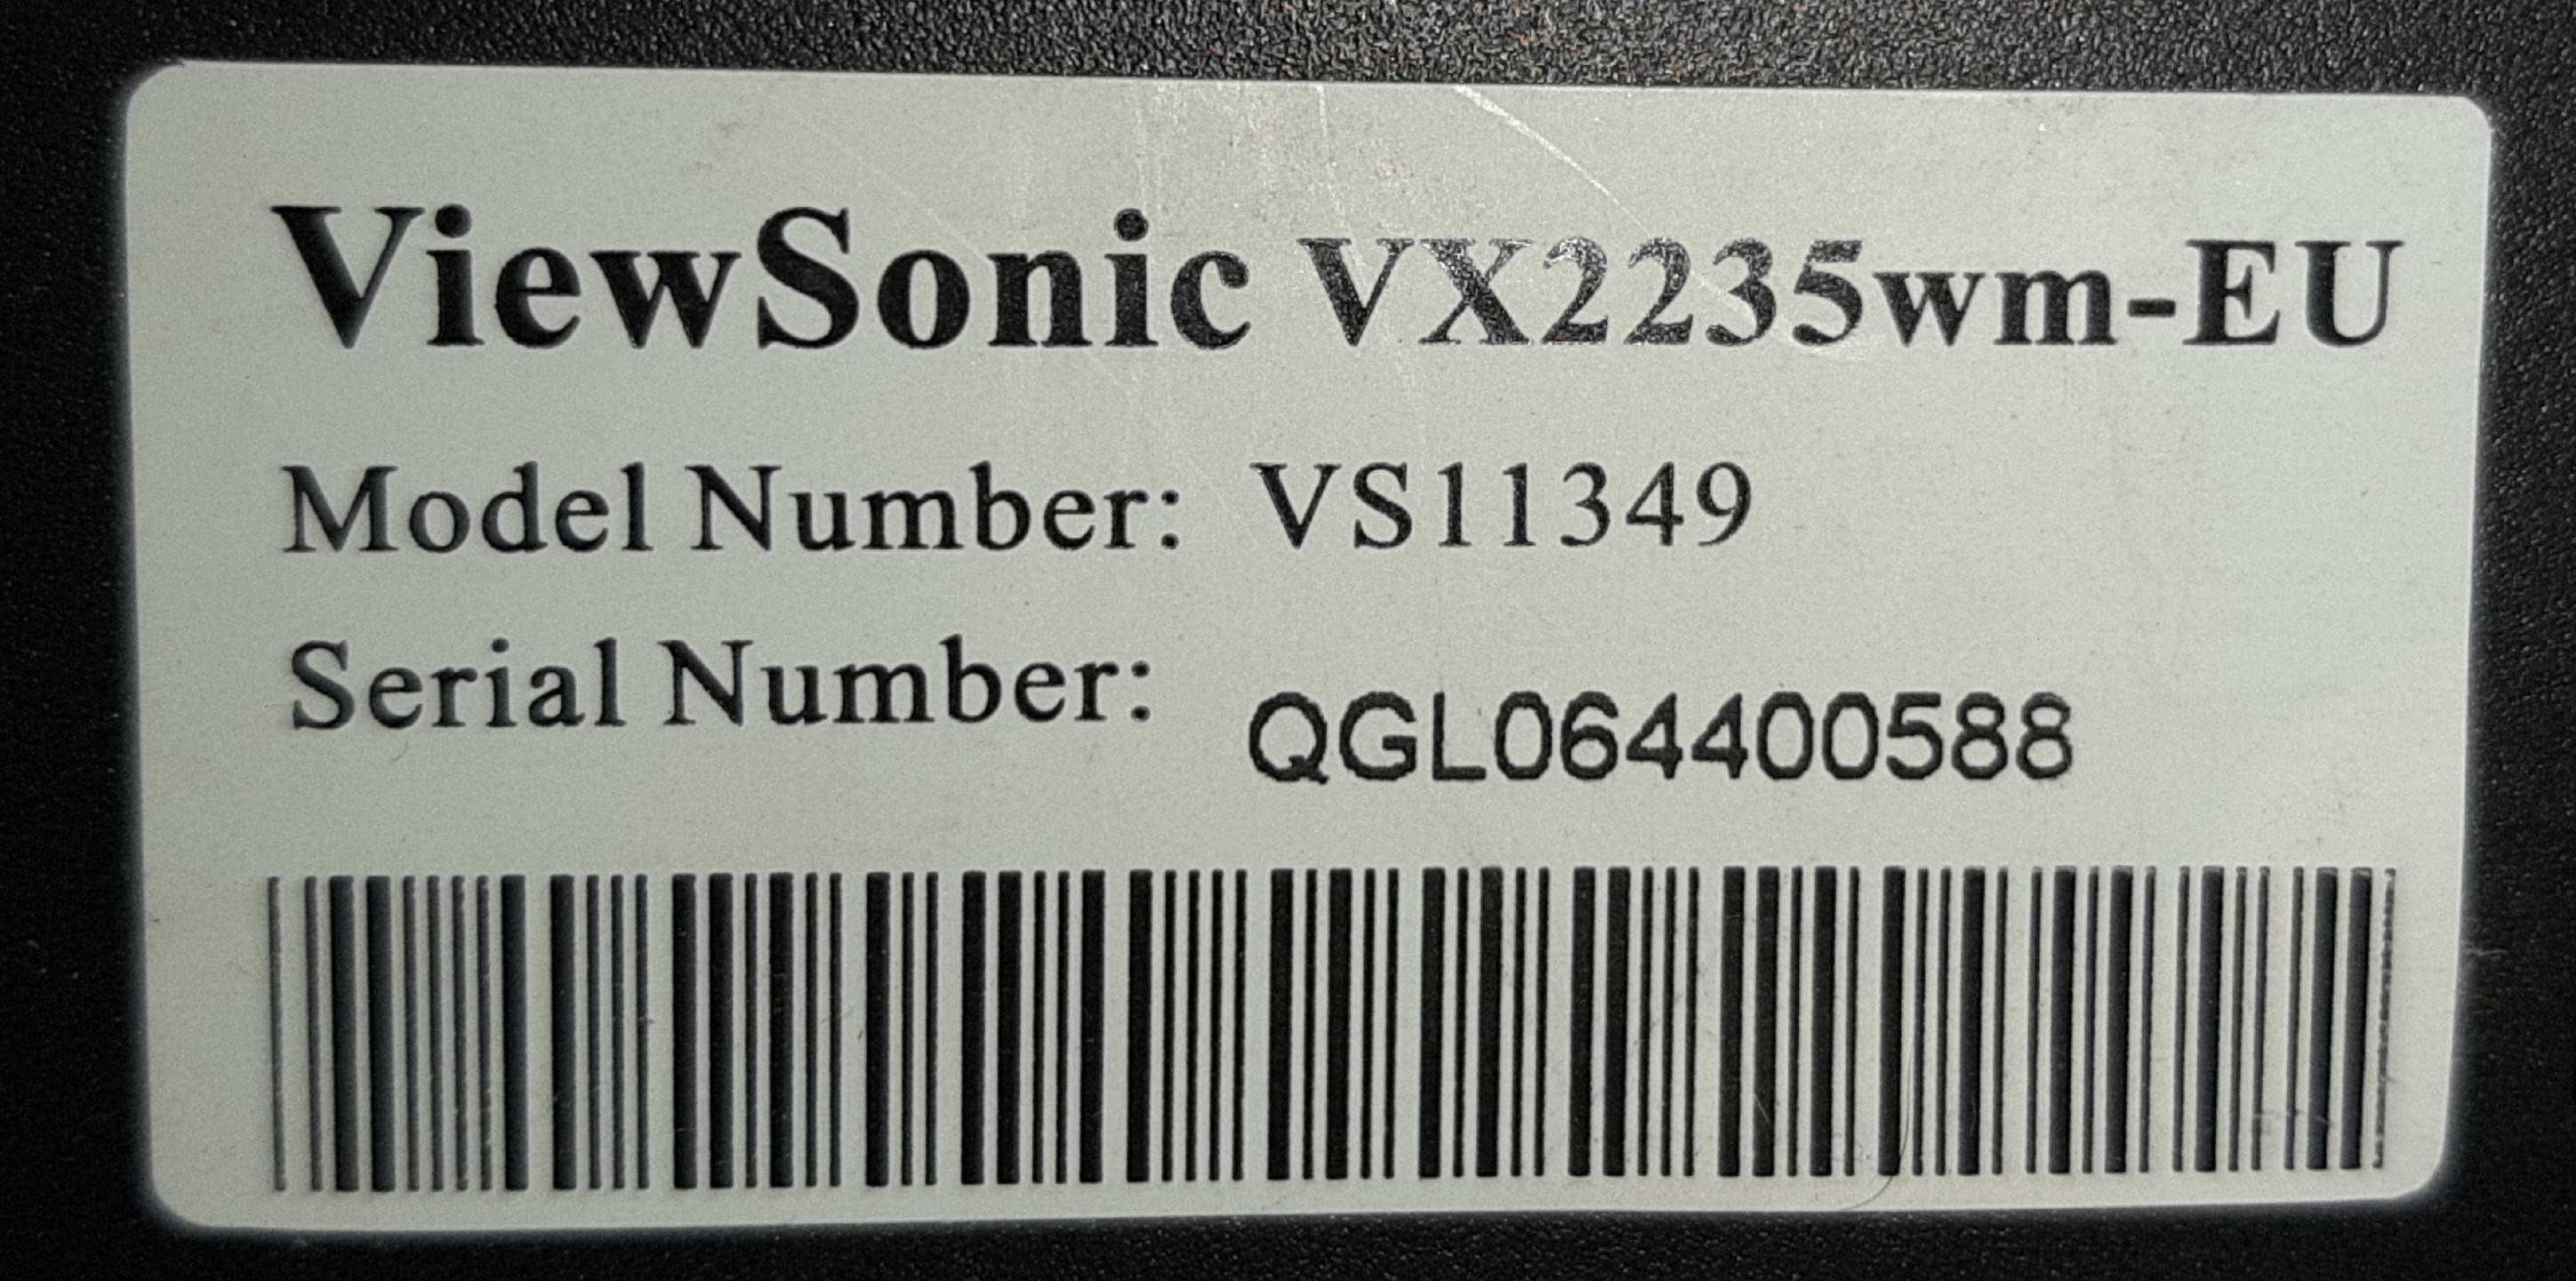 ViewSonic VX2235wm-EU
Model Number: VS11349
Serial Number: QGL064400588